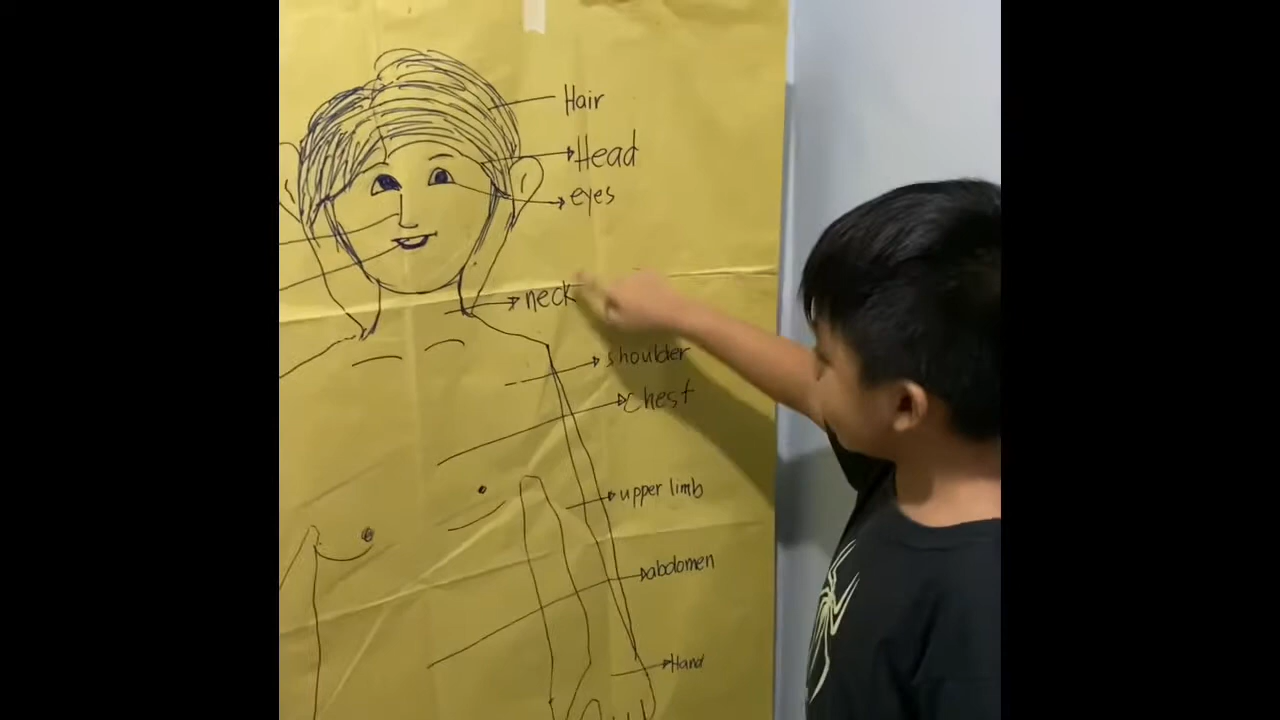 Hair
Head
eyes
neck
shoulder
chest
upper limb
abdomen
Hand